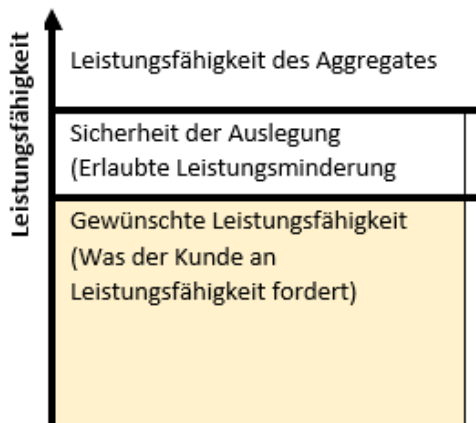 Leistungsfähigkeit
Leistungsfähigkeit des Aggregates
Sicherheit der Auslegung
(Erlaubte Leistungsminderung
Gewünschte Leistungsfähigkeit
(Was der Kunde an
Leistungsfähigkeit fordert)